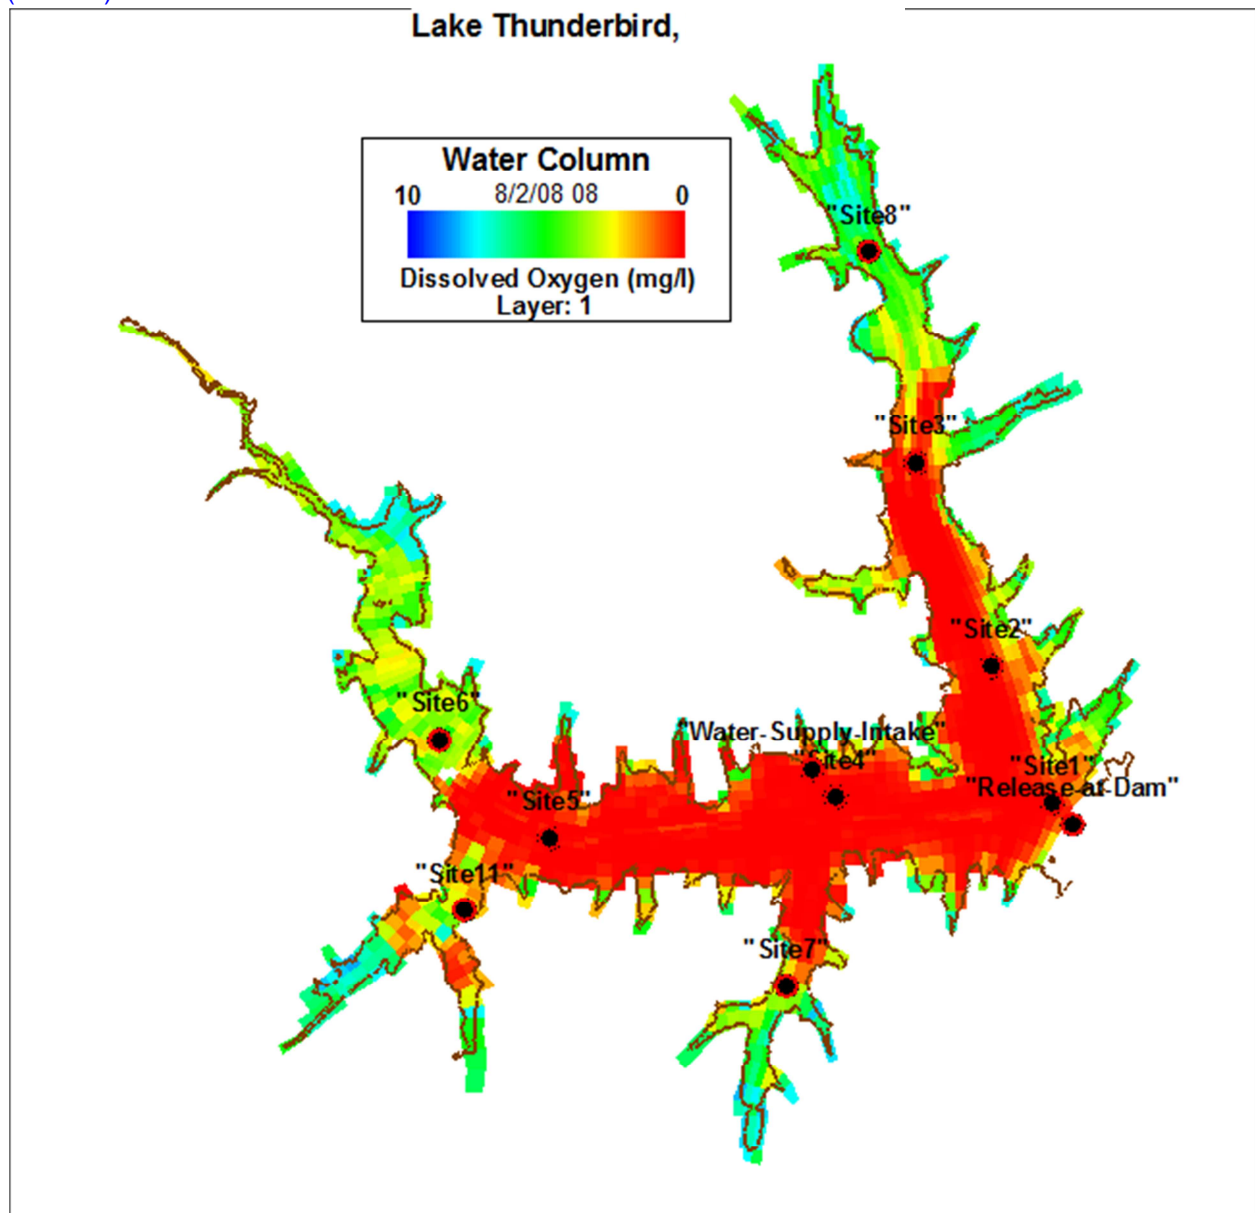 Lake Thunderbird,
Water Column
8/2/08 08
10 0
Dissolved Oxygen (mg/l)
Layer: 1
"Site8"
"Site3"
"Site2"
"Site6"
"Water-Supply-Intake"
"Site4"
"Site1"
"Release-at-Dam"
"Site5"
"Site11"
"Site7"